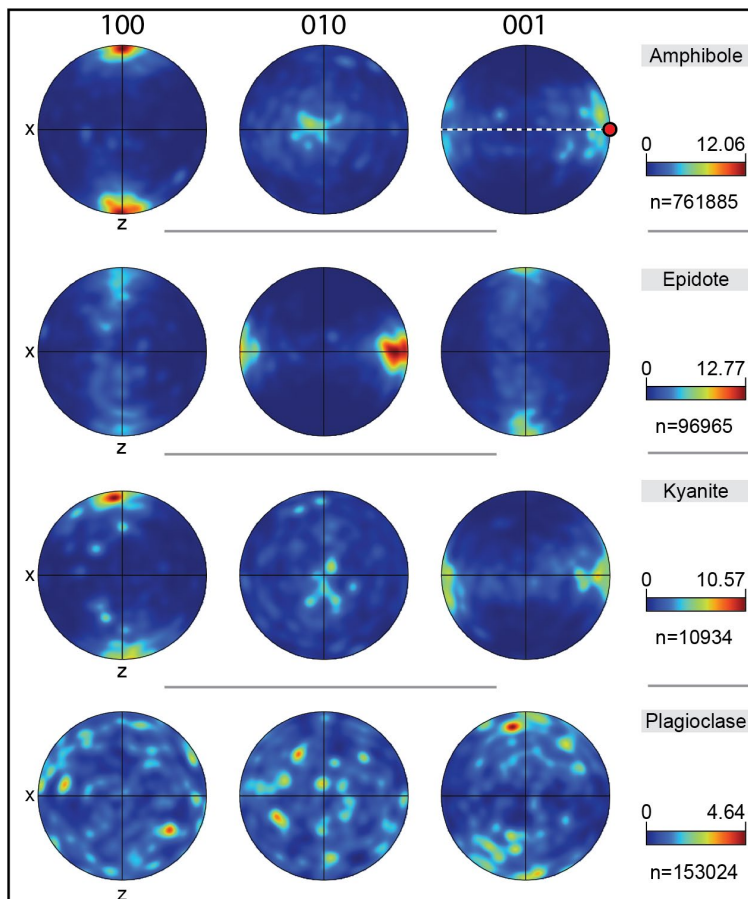 100 010 001
Amphibole
x
0 12.06
n=761885
z
Epidote
x
0 12.77
n=96965
z
Kyanite
x
0 10.57
n=10934
z
Plagioclase
x
0 4.64
n=153024
z